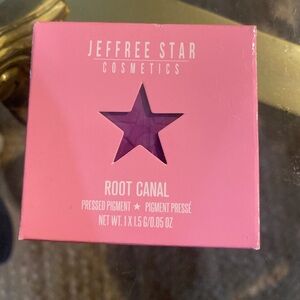 JEFFREE STAR
COSMETICS
ROOT CANAL
PRESSED PIGMENT ★ PIGMENT PRESSÉ
NET WT. 1 X 1.5 G/0.05 OZ